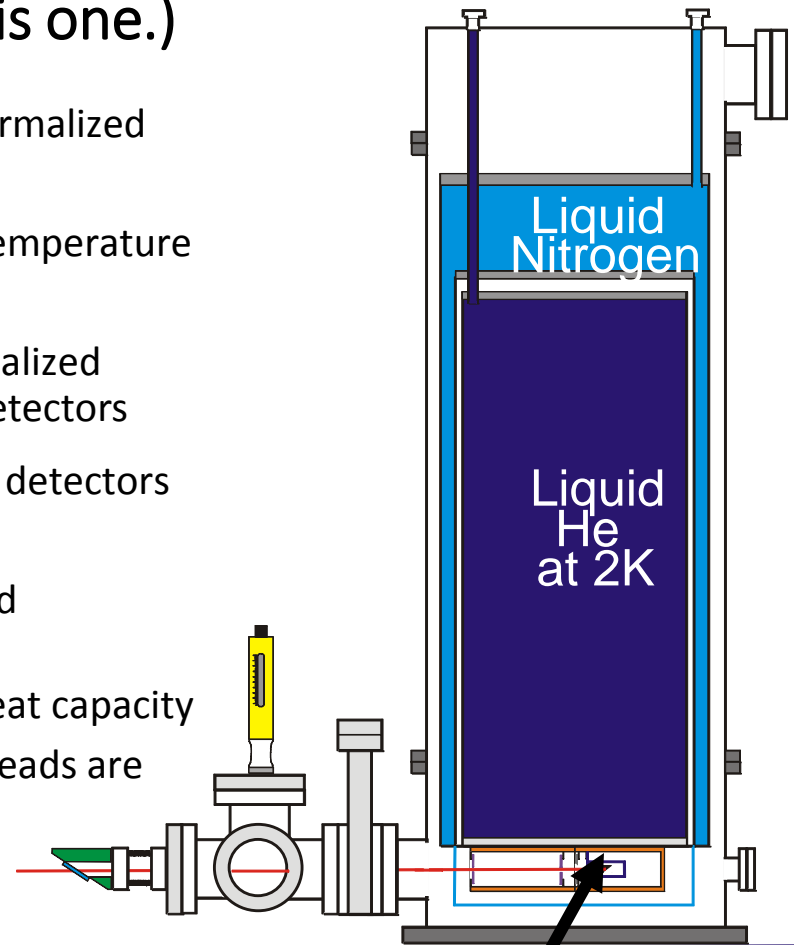 is one.)
rmalized
emperature
alized
etectors
detectors
d
eat capacity
eads are
Liquid
Nitrogen
Liquid
He
at 2K